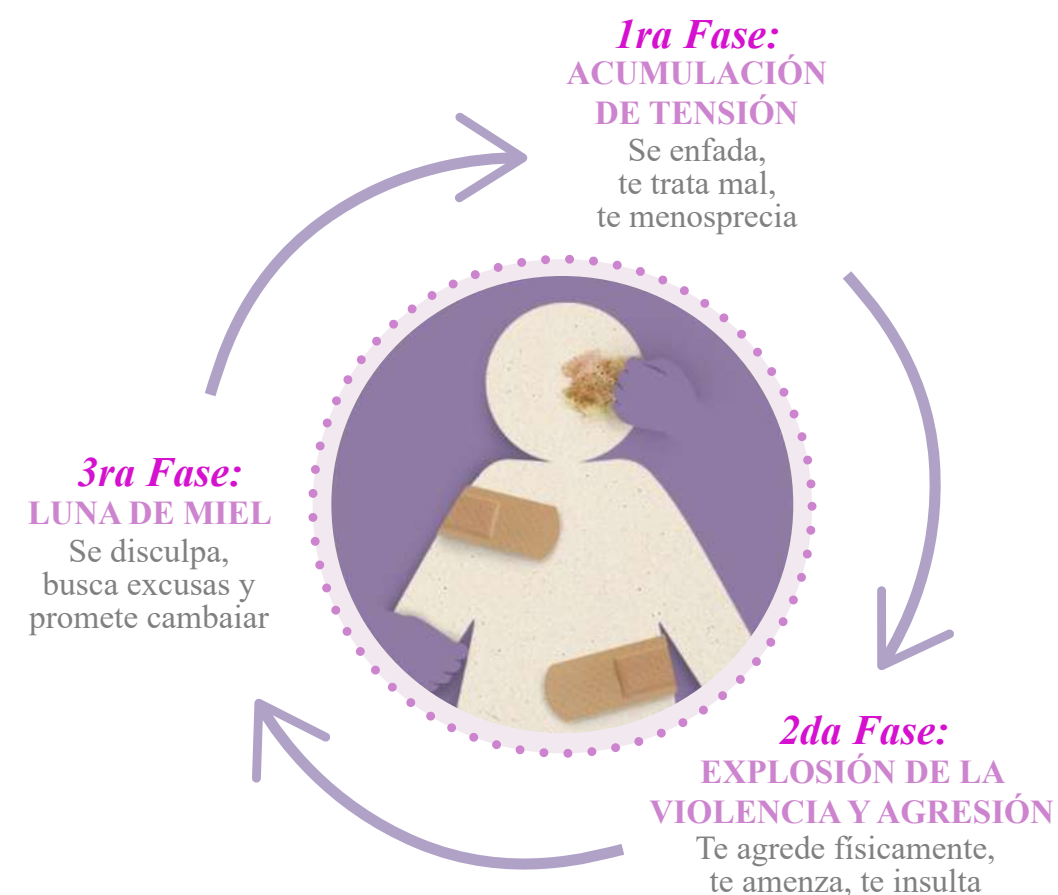 1ra Fase:
ACUMULACIÓN
DE TENSIÓN
Se enfada,
te trata mal,
te menosprecia
2da Fase:
EXPLOSIÓN DE LA
VIOLENCIA Y AGRESIÓN
Te agrede físicamente,
te amenza, te insulta
3ra Fase:
LUNA DE MIEL
Se disculpa,
busca excusas y
promete cambaiar